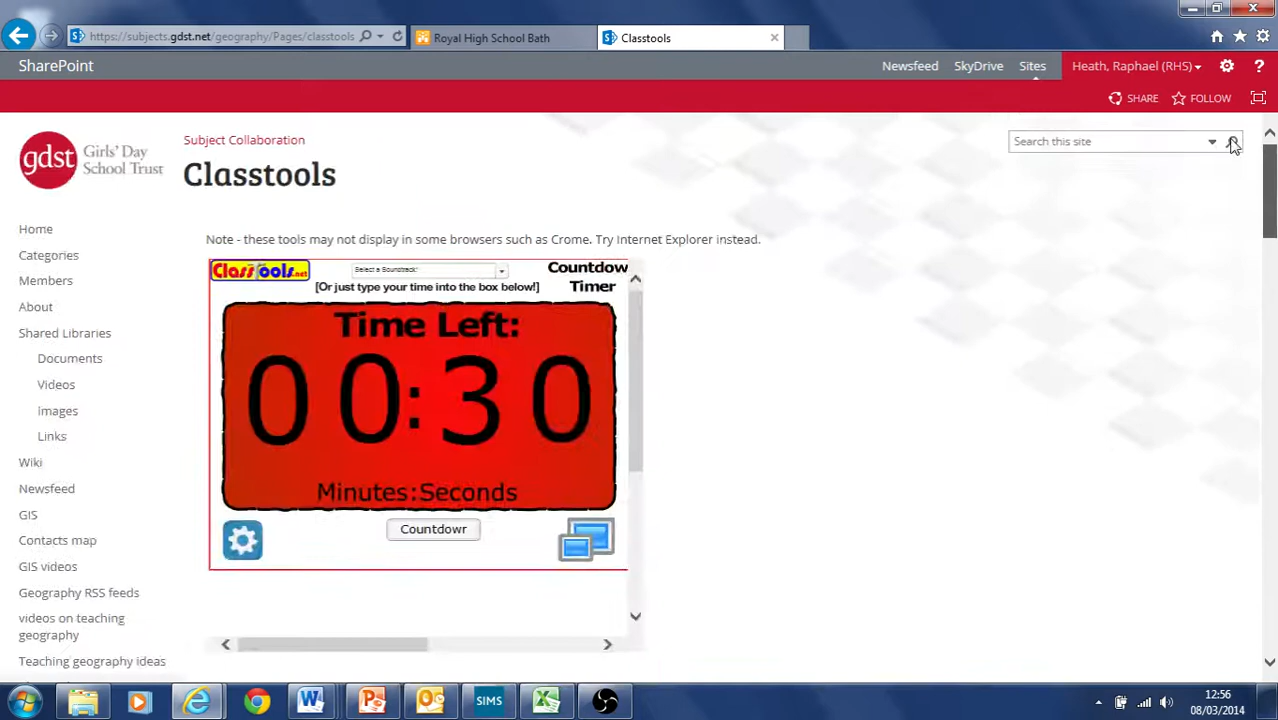 https://subjects.gdst.net/geography/Pages/classtools
Royal High School Bath
Classtools
SharePoint
Newsfeed
SkyDrive
Sites
Heath, Raphael (RHS)
?
SHARE
FOLLOW
gdst
Girls' Day
School Trust
Subject Collaboration
Search this site
Classtools
Home
Categories
Members
About
Shared Libraries
Documents
Videos
Images
Links
Wiki
Newsfeed
GIS
Contacts map
GIS videos
Geography RSS feeds
videos on teaching
geography
Teaching geography ideas
Note - these tools may not display in some browsers such as Crome. Try Internet Explorer instead.
ClassTools.net
Select a Soundtrack!
Countdow
Timer
[Or just type your time into the box below!]
Time Left:
00:30
Minutes:Seconds
Countdowr
SIMS
12:56
08/03/2014